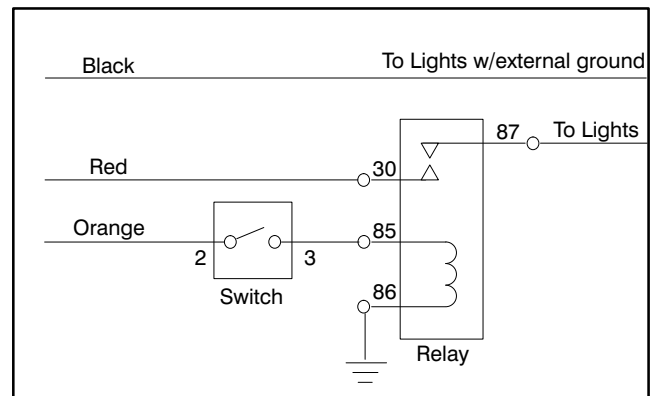 Black
To Lights w/external ground
87
To Lights
Red
30
Orange
2
3
85
Switch
86
Relay